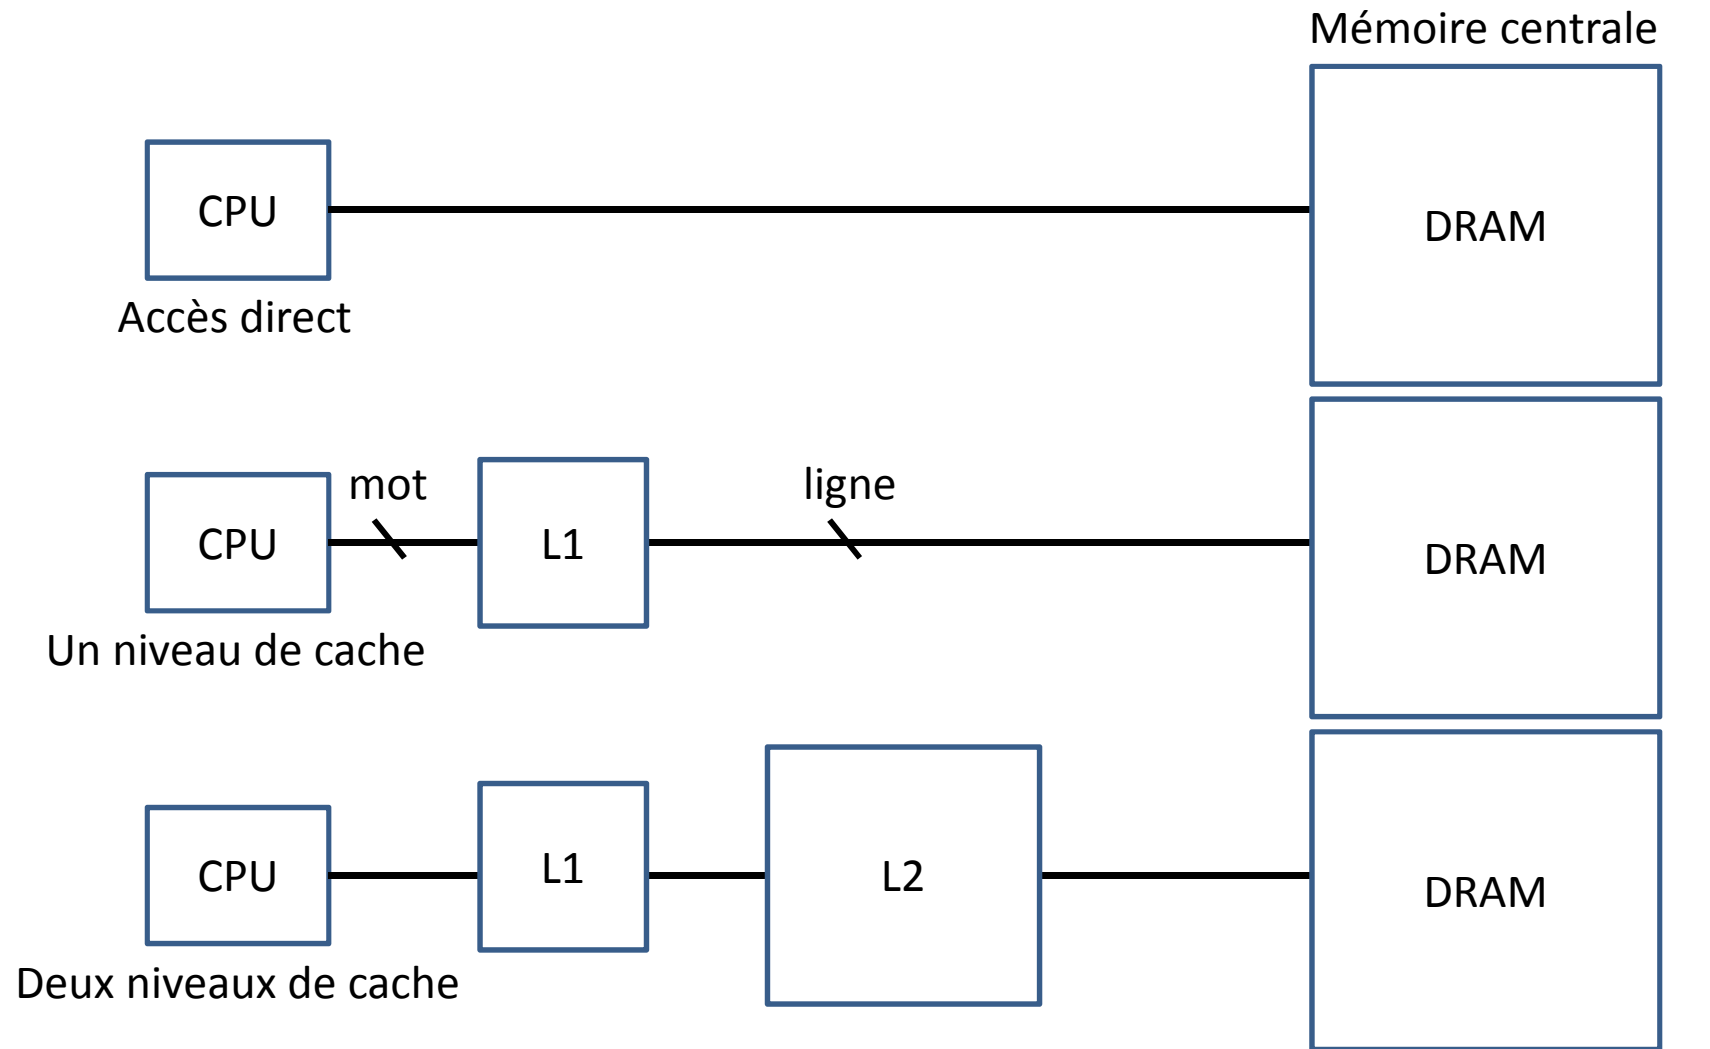 Mémoire centrale
CPU
DRAM
Accès direct
mot
ligne
CPU
L1
DRAM
Un niveau de cache
CPU
L1
L2
DRAM
Deux niveaux de cache